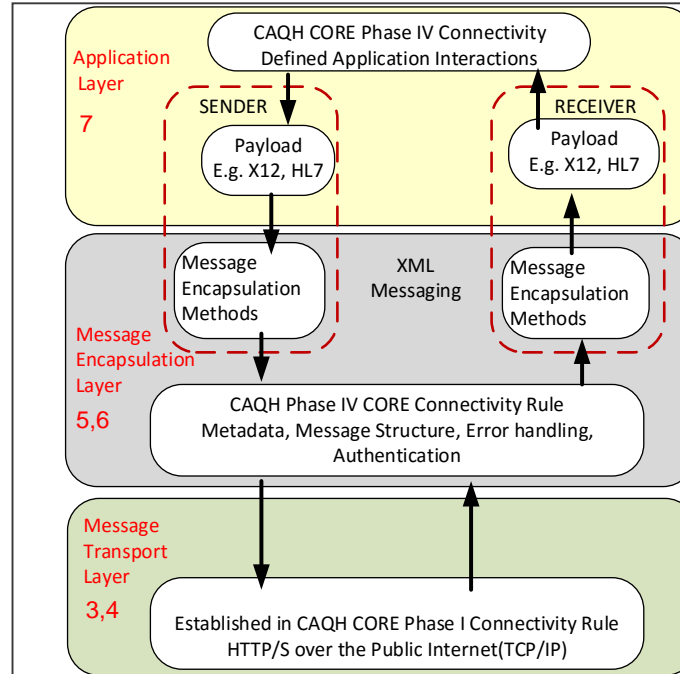 CAQH CORE Phase IV Connectivity
Defined Application Interactions
Application
Layer
7
SENDER
RECEIVER
Payload
E.g. X12, HL7
Payload
E.g. X12, HL7
Message
Encapsulation
Methods
XML
Messaging
Message
Encapsulation
Methods
Message
Encapsulation
Layer
5,6
CAQH Phase IV CORE Connectivity Rule
Metadata, Message Structure, Error handling,
Authentication
Message
Transport
Layer
3,4
Established in CAQH CORE Phase I Connectivity Rule
HTTP/S over the Public Internet(TCP/IP)